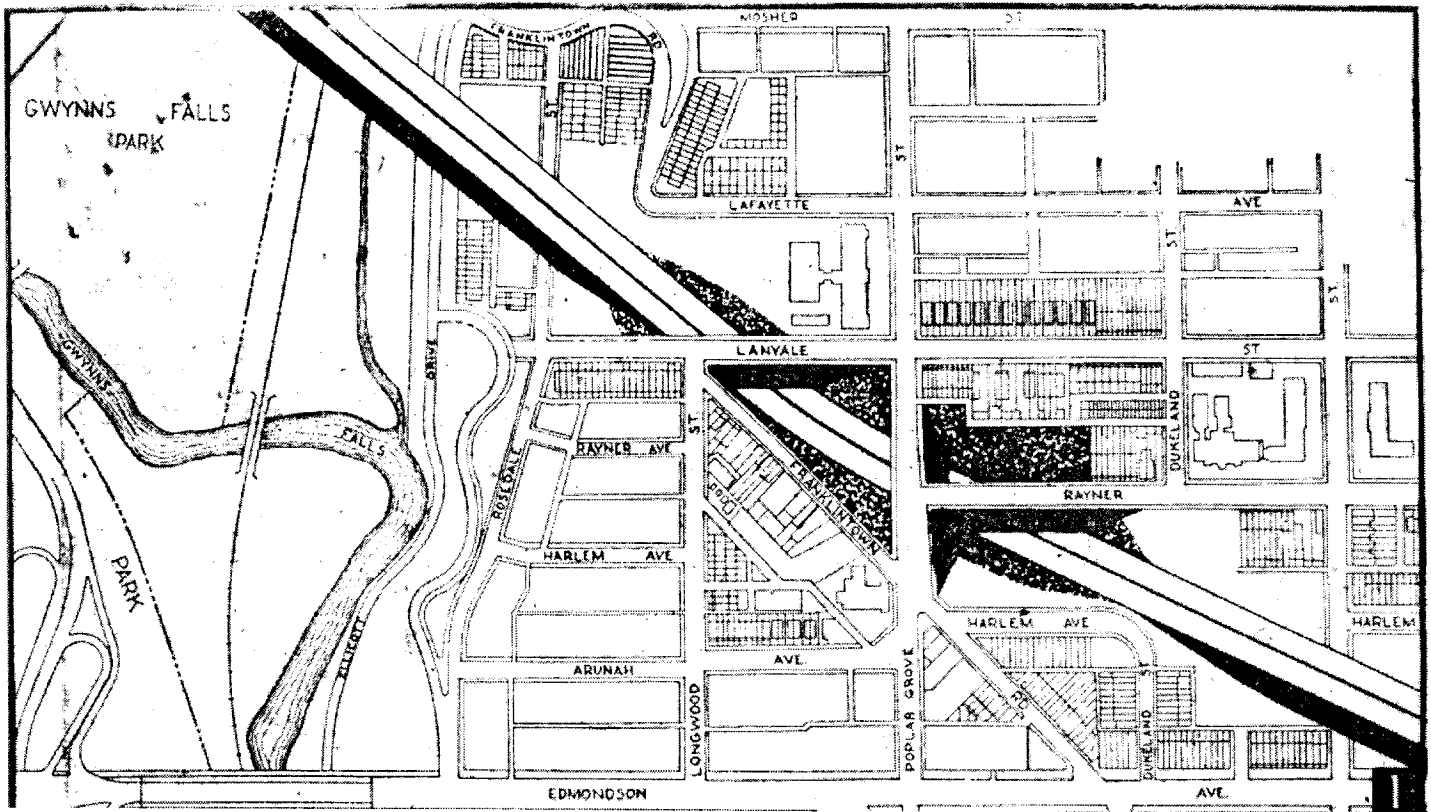 MOSHER ST
FRANKLINTOWN RD
GWYNNS FALLS
PARK
ST
ST
LAFAYETTE AVE
ST
ST
GWYNNS
FALLS
DRIVE
LANVALE ST
ST.
RAYNER AVE
ROSEDALE
FRANKLINTOWN
ROAD
DUKELAND
RAYNER
HARLEM AVE
PARK
ELLICOTT
HARLEM AVE
HARLEM
ARUNAH AVE.
LONGWOOD
POPLAR GROVE
RD.
DUKELAND ST
EDMONDSON AVE.